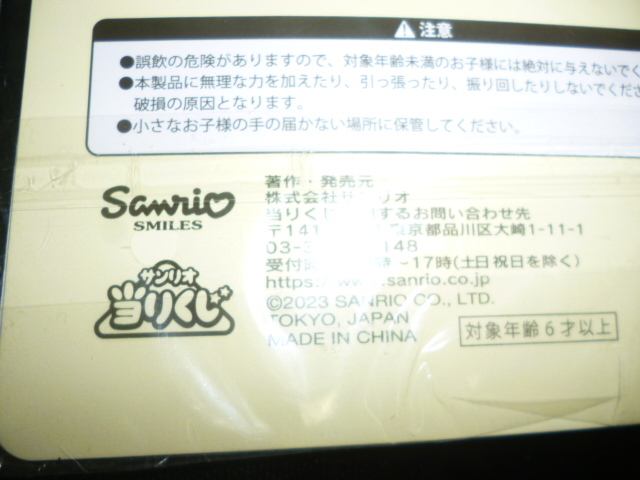 注意
●誤飲の危険がありますので、対象年齢未満のお子様には絶対に与えないでく
●本製品に無理な力を加えたり、引っ張ったり、振り回したりしないでくださ
破損の原因となります。
●小さなお子様の手の届かない場所に保管してください。
Sanrio
SMILES
サンリオ
当りくじ
著作・発売元
株式会社サンリオ
当りくじ するお問い合わせ先
〒141 京都品川区大崎1-11-1
03-3 148
受付時 時〜17時(土日祝日を除く)
https://www.sanrio.co.jp
©2023 SANRIO CO., LTD.
TOKYO, JAPAN
MADE IN CHINA
対象年齢6才以上